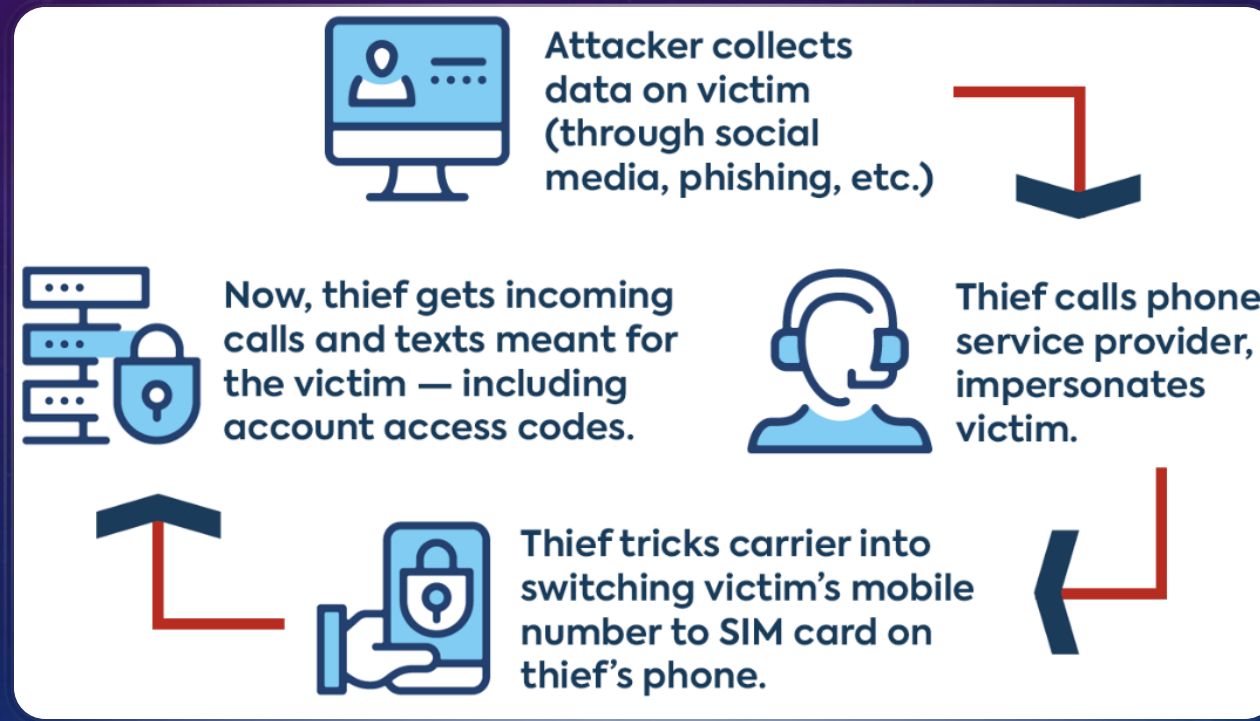 Attacker collects
data on victim
(through social
media, phishing, etc.)
Thief calls phone
service provider,
impersonates
victim.
Thief tricks carrier into
switching victim's mobile
number to SIM card on
thief's phone.
Now, thief gets incoming
calls and texts meant for
the victim — including
account access codes.